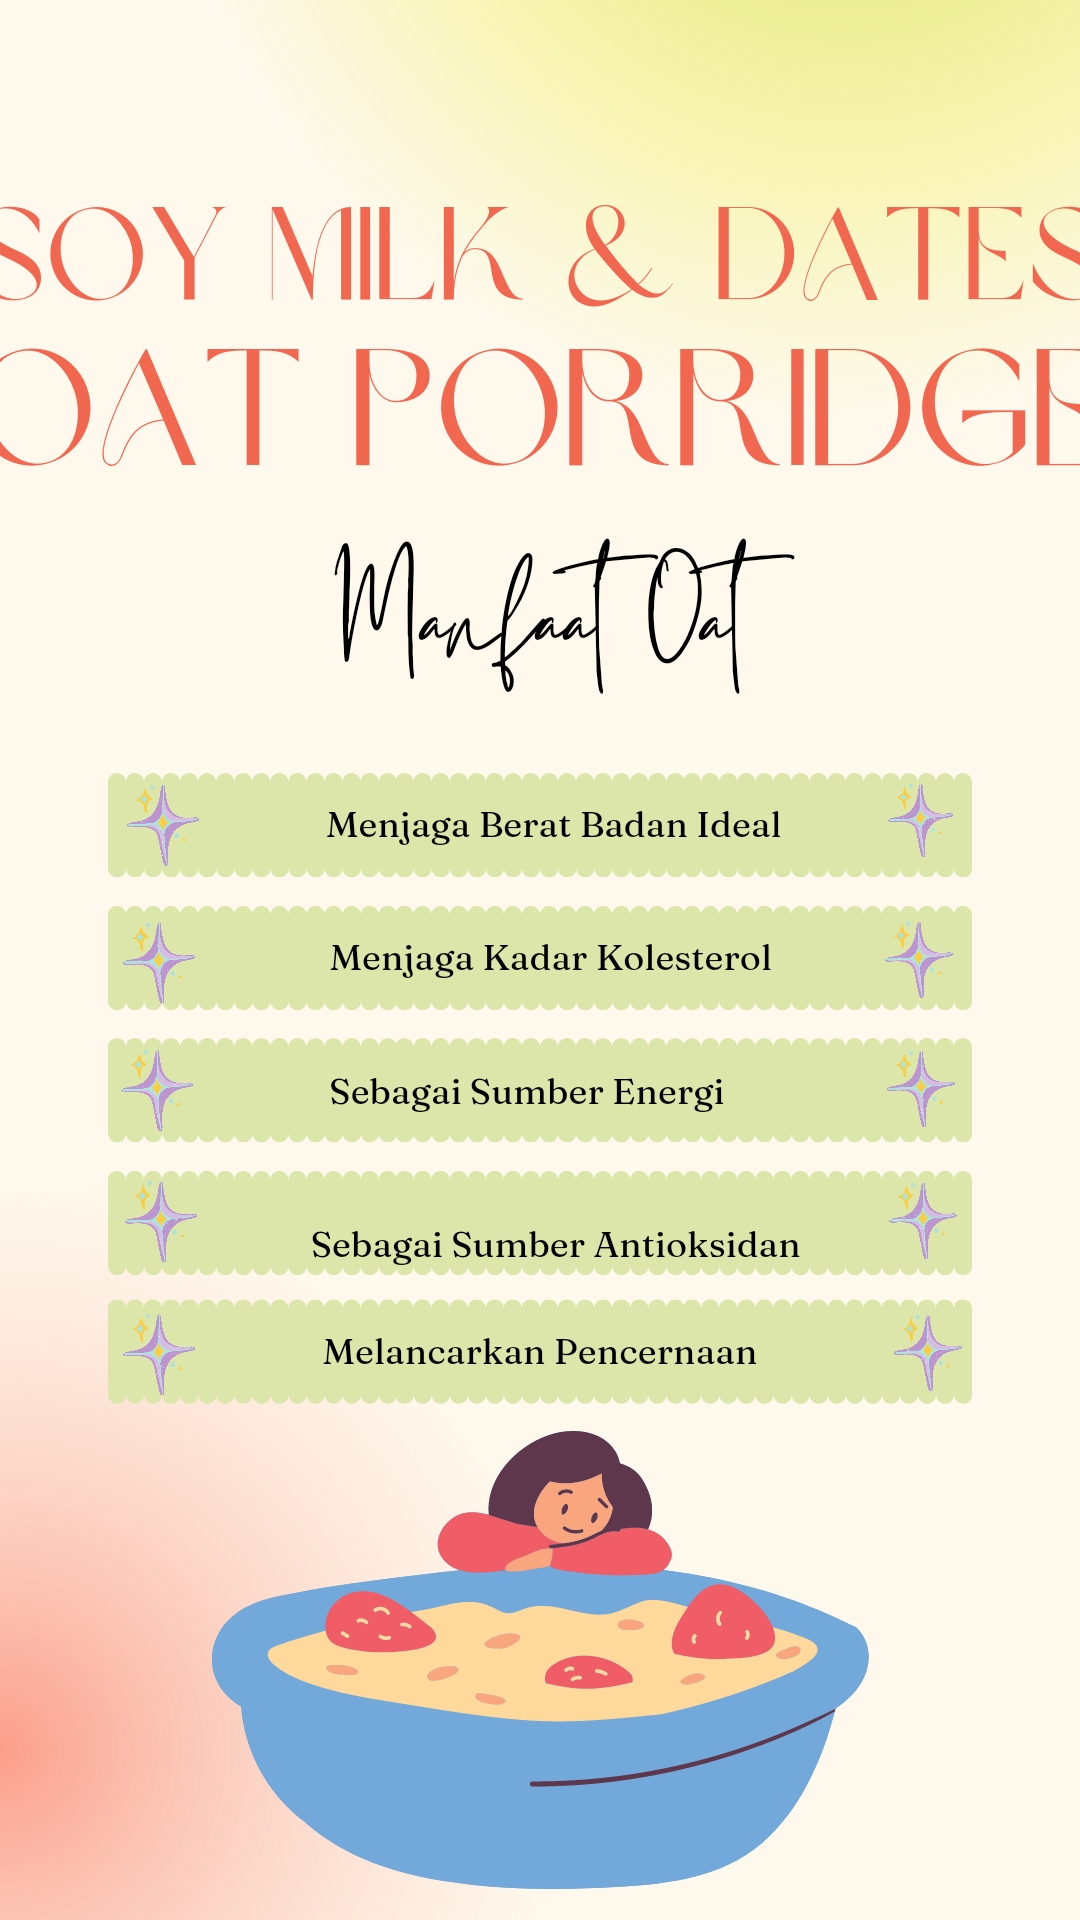 SOY MILK & DATES
OAT PORRIDGE
Manfaat Oat
Menjaga Berat Badan Ideal
Menjaga Kadar Kolesterol
Sebagai Sumber Energi
Sebagai Sumber Antioksidan
Melancarkan Pencernaan